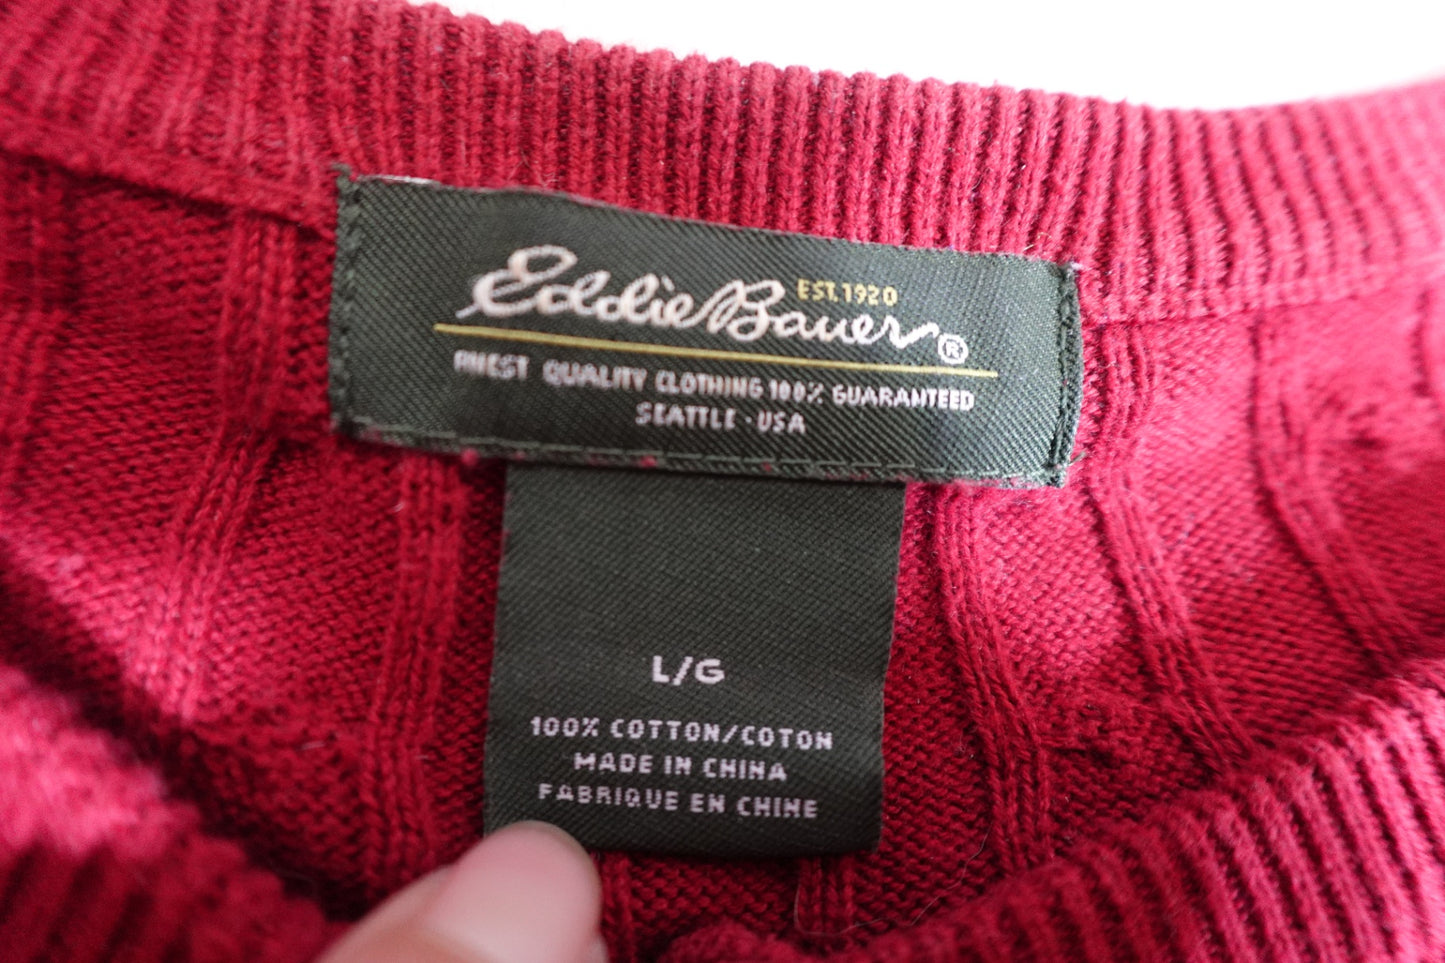 Eddie Bauer®
EST. 1920
FINEST QUALITY CLOTHING 100% GUARANTEED
SEATTLE · USA
L/G
100% COTTON/COTON
MADE IN CHINA
FABRIQUE EN CHINE